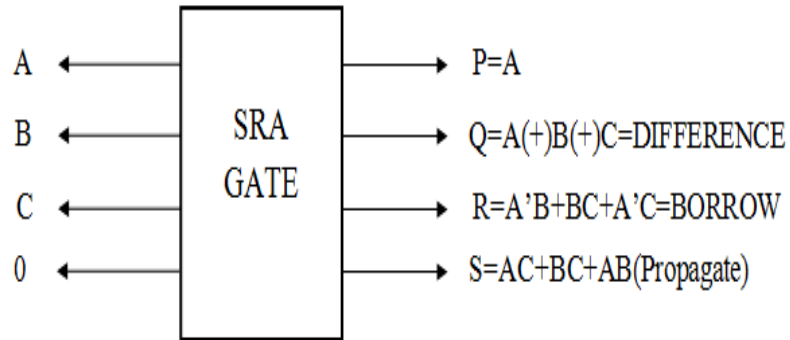 A
P=A
B
SRA
GATE
Q=A(+)B(+)C=DIFFERENCE
C
R=A’B+BC+A’C=BORROW
0
S=AC+BC+AB(Propagate)